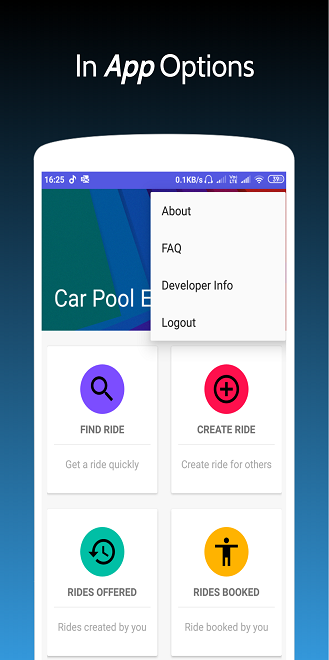 In App Options
16:25
0.1KB/s
39
About
FAQ
Developer Info
Logout
Car Pool E
FIND RIDE
CREATE RIDE
Get a ride quickly
Create ride for others
RIDES OFFERED
RIDES BOOKED
Rides created by you
Ride booked by you